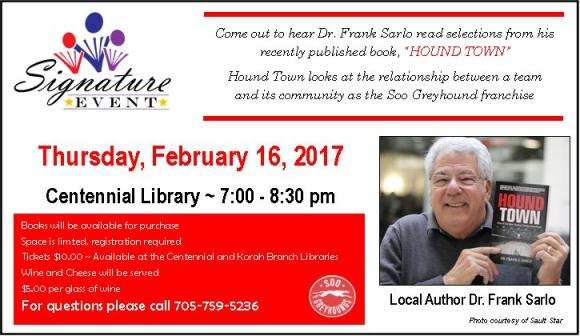 Signature
EVENT
Come out to hear Dr. Frank Sarlo read selections from his
recently published book, "HOUND TOWN"
Hound Town looks at the relationship between a team
and its community as the Soo Greyhound franchise
Thursday, February 16, 2017
Centennial Library ~ 7:00 - 8:30 pm
Books will be available for purchase
Space is limted, registration required
Tickets $10.00 ~ Available at the Centennial and Korah Branch Libraries
Wine and Cheese will be served
$5.00 per glass of wine
For questions please call 705-759-5236
SOO
GREYHOUNDS
HOUND
TOWN
DR. FRANK SARLO
Local Author Dr. Frank Sarlo
Photo courtesy of Sault Star